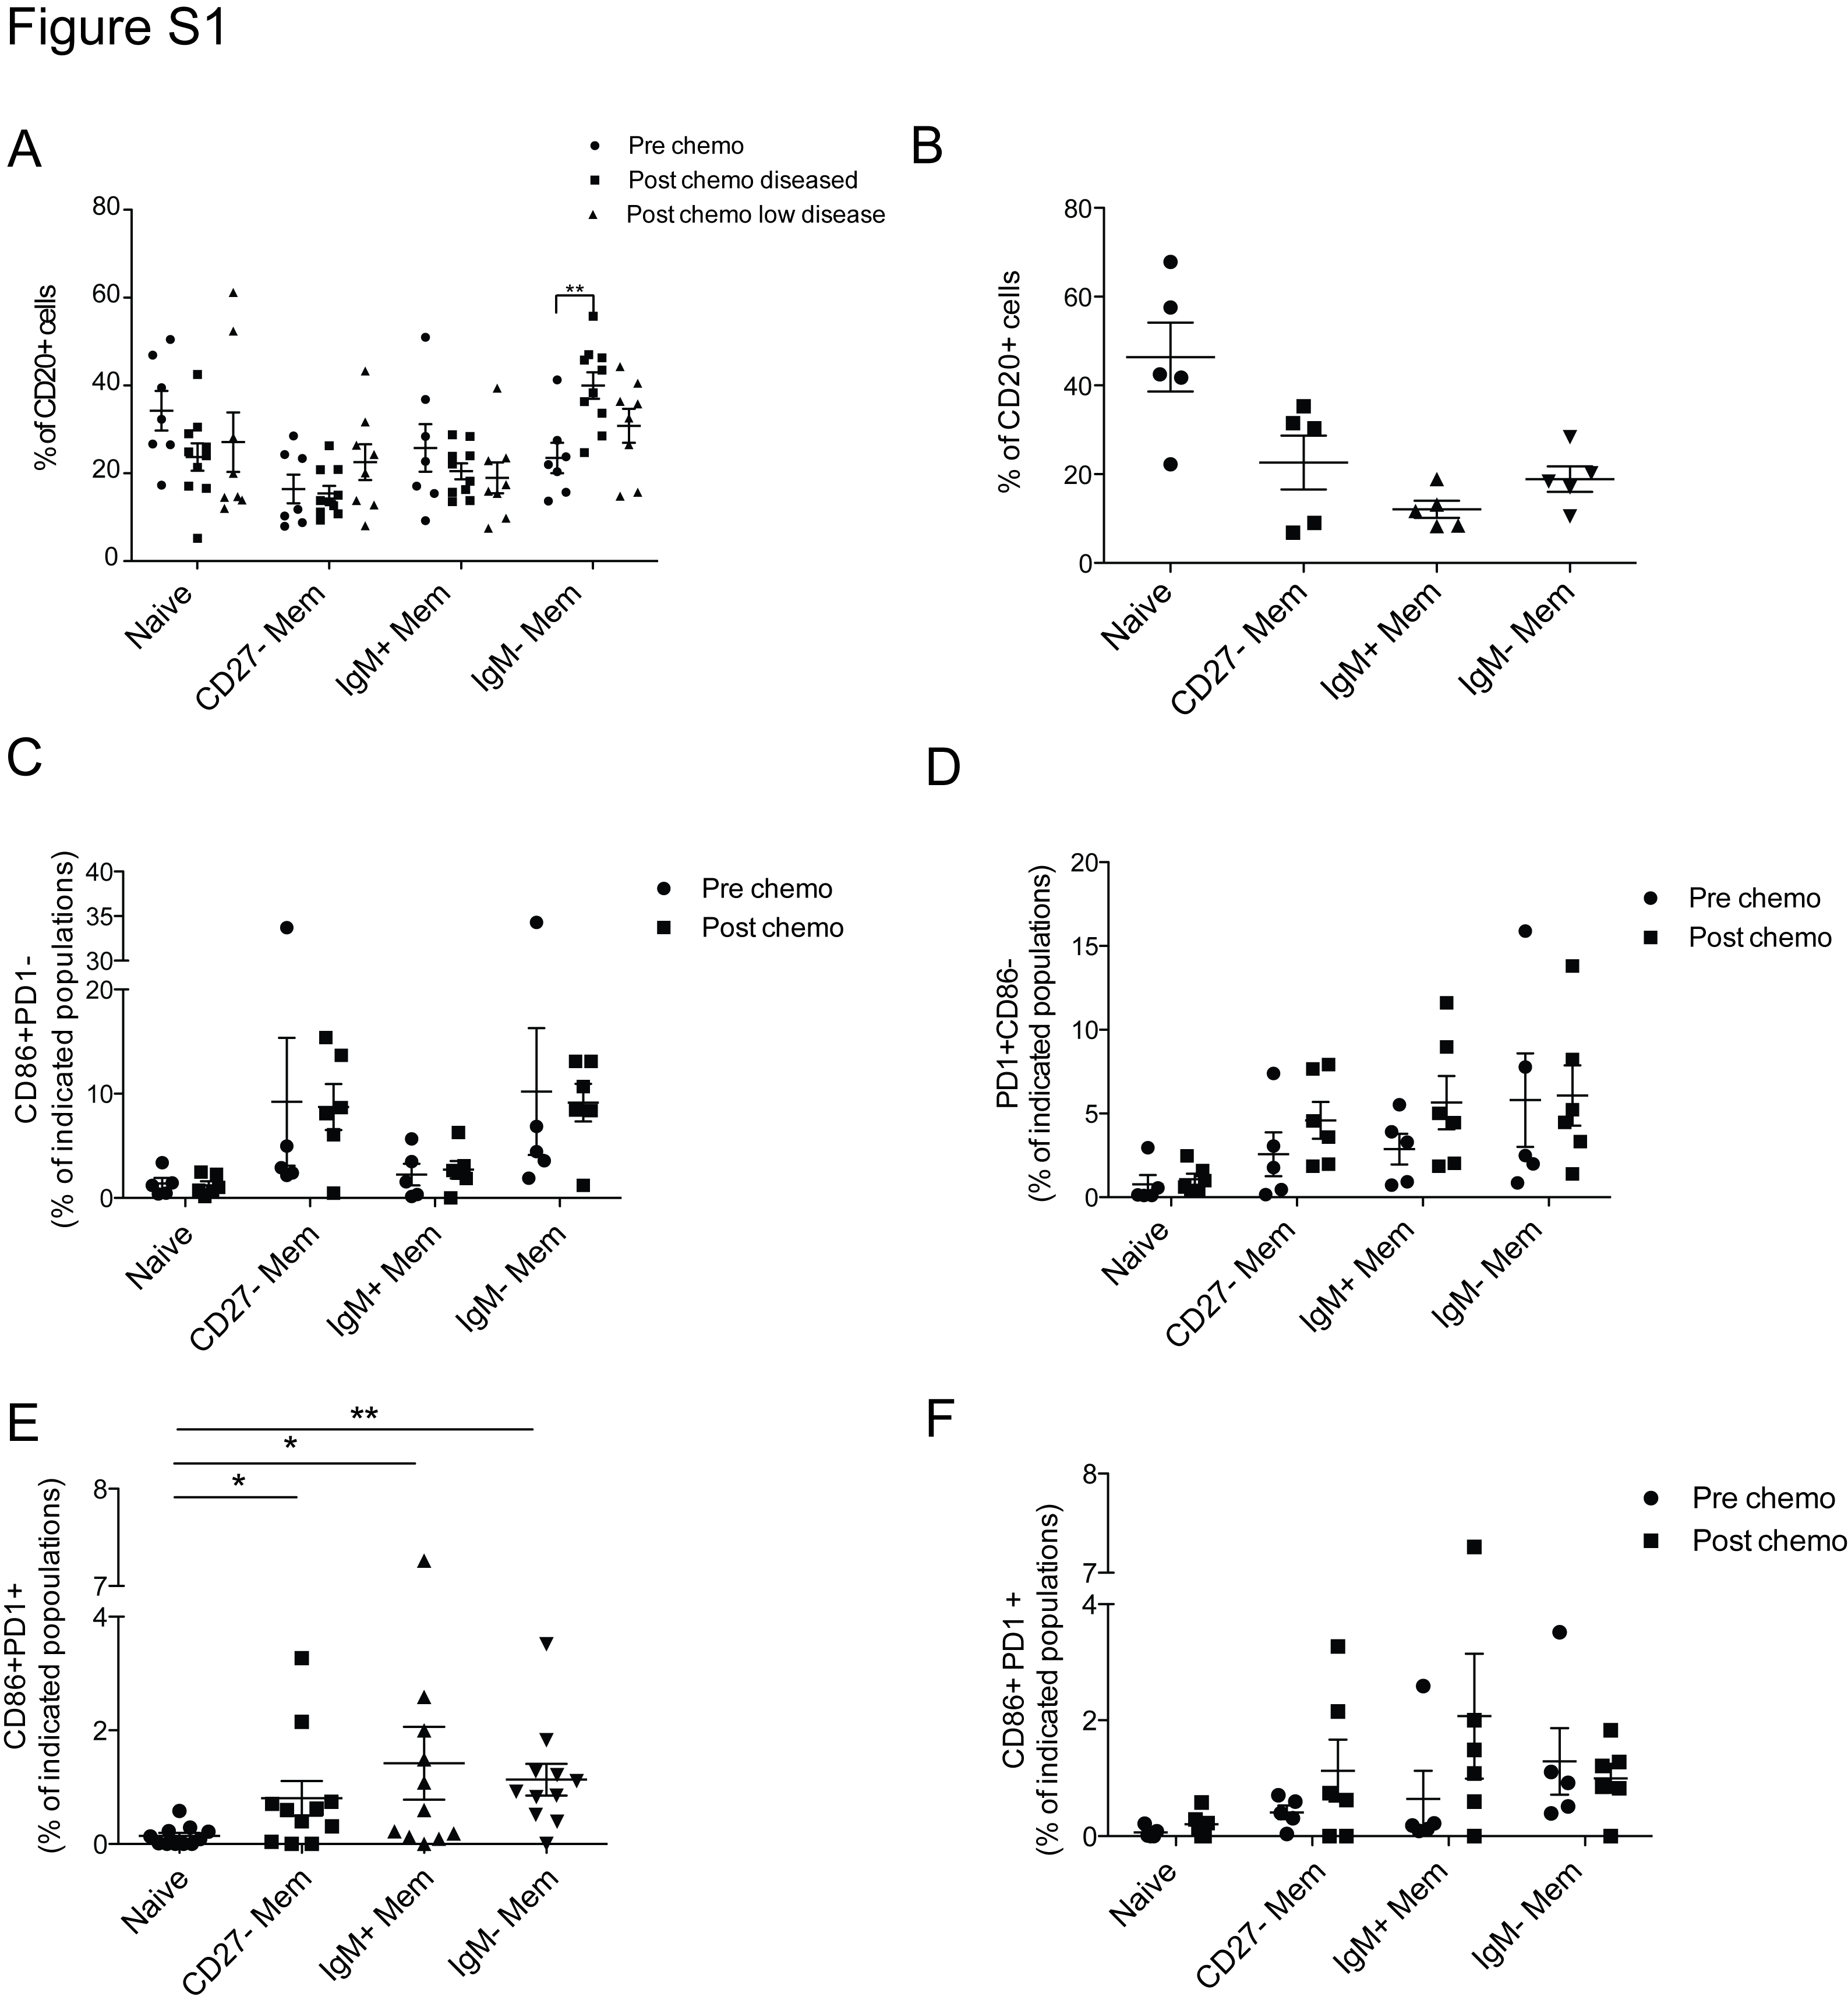 Figure S1
A
Pre chemo
Post chemo diseased
Post chemo low disease
% of CD20+ cells
80
60
40
20
0
**
Naive
CD27- Mem
IgM+ Mem
IgM- Mem
B
% of CD20+ cells
80
60
40
20
0
Naive
CD27- Mem
IgM+ Mem
IgM- Mem
C
CD86+PD1-
(% of indicated populations)
40
35
30
20
10
0
Pre chemo
Post chemo
Naive
CD27- Mem
IgM+ Mem
IgM- Mem
D
PD1+CD86-
(% of indicated populations)
20
15
10
5
0
Pre chemo
Post chemo
Naive
CD27- Mem
IgM+ Mem
IgM- Mem
E
**
*
*
CD86+PD1+
(% of indicated popoulations)
8
7
4
2
0
Naive
CD27- Mem
IgM+ Mem
IgM- Mem
F
CD86+ PD1 +
(% of indicated populations)
8
7
4
2
0
Pre chemo
Post chemo
Naive
CD27- Mem
IgM+ Mem
IgM- Mem